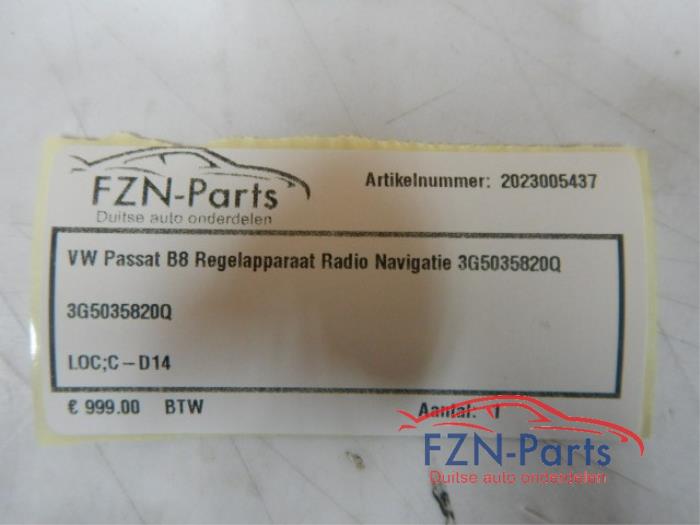 FZN-Parts
Duitse auto onderdelen
Artikelnummer: 2023005437
VW Passat B8 Regelapparaat Radio Navigatie 3G5035820Q
3G5035820Q
LOC;C-D14
€ 999.00 BTW
Aantal: 1
FZN-Parts
Duitse auto onderdelen